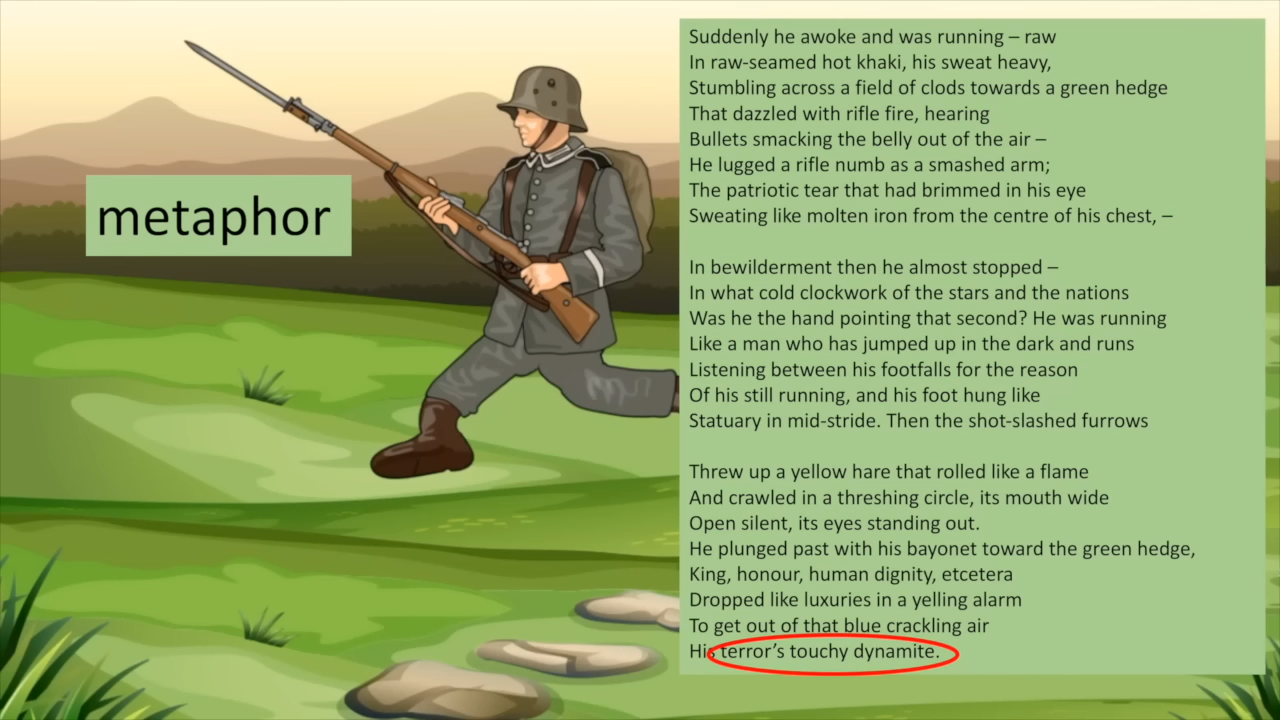 metaphor
Suddenly he awoke and was running – raw
In raw-seamed hot khaki, his sweat heavy,
Stumbling across a field of clods towards a green hedge
That dazzled with rifle fire, hearing
Bullets smacking the belly out of the air –
He lugged a rifle numb as a smashed arm;
The patriotic tear that had brimmed in his eye
Sweating like molten iron from the centre of his chest, –
In bewilderment then he almost stopped –
In what cold clockwork of the stars and the nations
Was he the hand pointing that second? He was running
Like a man who has jumped up in the dark and runs
Listening between his footfalls for the reason
Of his still running, and his foot hung like
Statuary in mid-stride. Then the shot-slashed furrows
Threw up a yellow hare that rolled like a flame
And crawled in a threshing circle, its mouth wide
Open silent, its eyes standing out.
He plunged past with his bayonet toward the green hedge,
King, honour, human dignity, etcetera
Dropped like luxuries in a yelling alarm
To get out of that blue crackling air
His terror’s touchy dynamite.